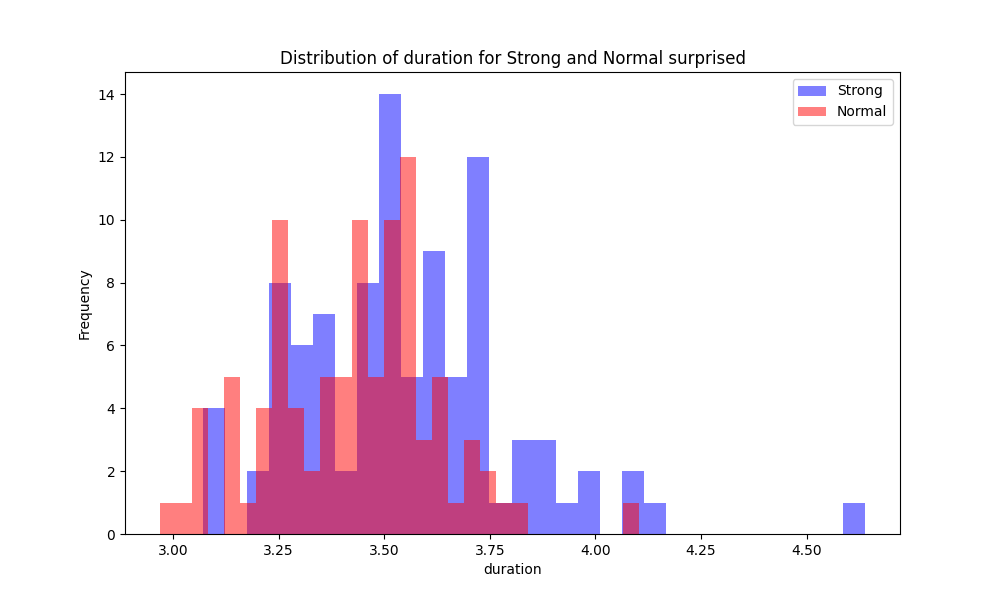 Distribution of duration for Strong and Normal surprised
Strong
Normal
Frequency
14
12
10
8
6
4
2
0
3.00 3.25 3.50 3.75 4.00 4.25 4.50
duration